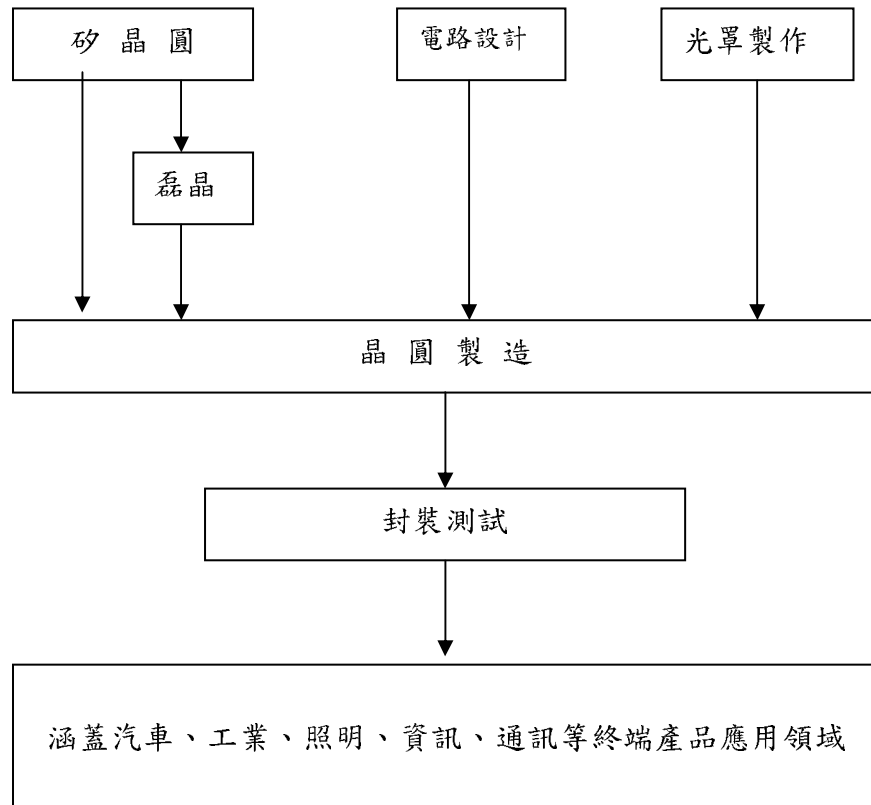 矽晶圓
電路設計
光罩製作
磊晶
晶圓製造
封裝測試
涵蓋汽車、工業、照明、資訊、通訊等終端產品應用領域